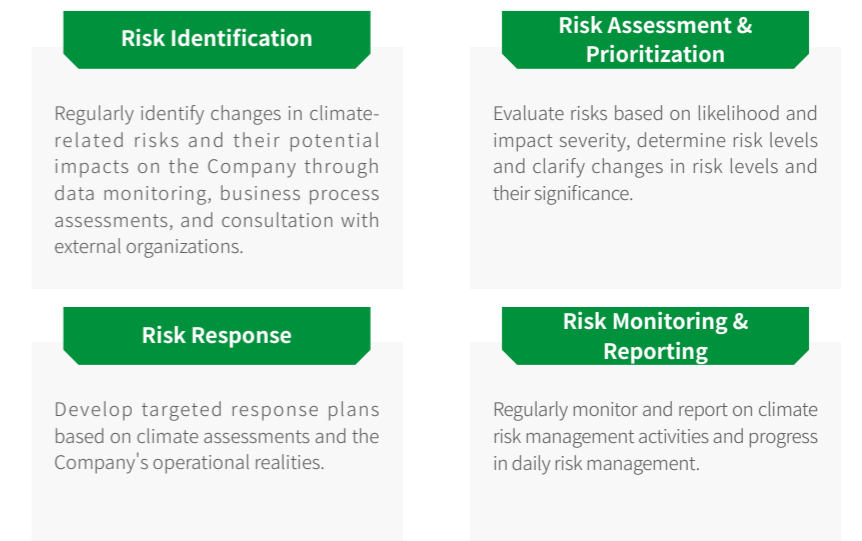 Risk Identification
Regularly identify changes in climate-
related risks and their potential
impacts on the Company through
data monitoring, business process
assessments, and consultation with
external organizations.
Risk Assessment &
Prioritization
Evaluate risks based on likelihood and
impact severity, determine risk levels
and clarify changes in risk levels and
their significance.
Risk Response
Develop targeted response plans
based on climate assessments and the
Company's operational realities.
Risk Monitoring &
Reporting
Regularly monitor and report on climate
risk management activities and progress
in daily risk management.